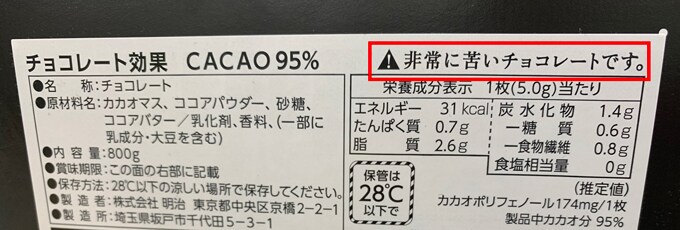 チョコレート効果 CACAO 95%
⚠非常に苦いチョコレートです。
●名 称:チョコレート
●原材料名:カカオマス、ココアパウダー、砂糖、
ココアバター/乳化剤、香料、(一部に
乳成分・大豆を含む)
●内容量:800g
●賞味期限:この面の右部に記載
●保存方法:28℃以下の涼しい場所で保存してください。
●製造者:株式会社 明治 東京都中央区京橋2-2-1
●製造所:埼玉県坂戸市千代田5-3-1
栄養成分表示 1枚(5.0g)当たり
エネルギー 31kcal
たんぱく質 0.7g
脂質 2.6g
炭水化物 1.4g
-糖質 0.6g
-食物繊維 0.8g
食塩相当量 0g
保管は
28℃
以下で
(推定値)
カカオポリフェノール174mg/1枚
製品中カカオ分 95%